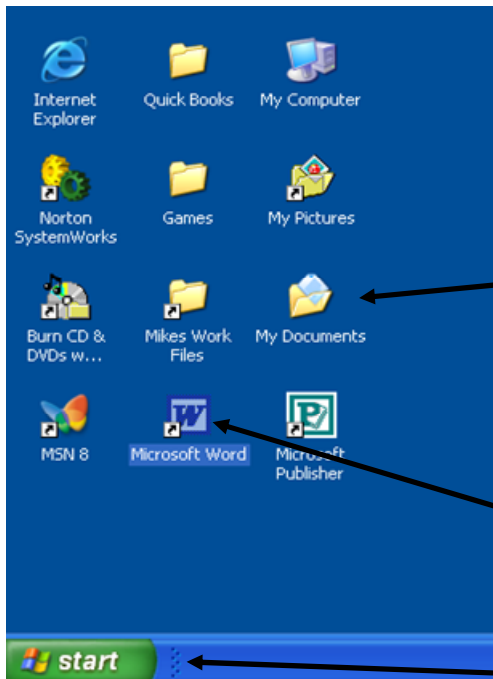 Internet
Explorer
Quick Books
My Computer
Norton
SystemWorks
Games
My Pictures
Burn CD &
DVDs w...
Mikes Work
Files
My Documents
MSN 8
Microsoft Word
Microsoft
Publisher
start